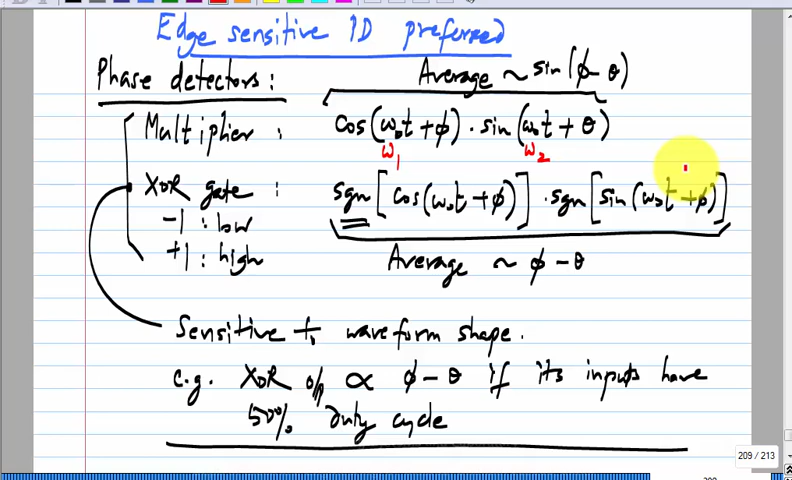 Edge sensitive PD preferred
Phase detectors :
Average ~ sin(ϕ-θ)
Multiplier : cos(ω₀t + ϕ) . sin(ω₀t + θ)
ω₁ ω₂
XOR gate : sgn[cos(ω₀t+ϕ)] . sgn[sin(ω₀t+ϕ)]
-1 : low
+1 : high
Average ~ ϕ-θ
Sensitive to waveform shape.
e.g. XOR o/p ∝ ϕ-θ if its inputs have
50% duty cycle
209 / 213